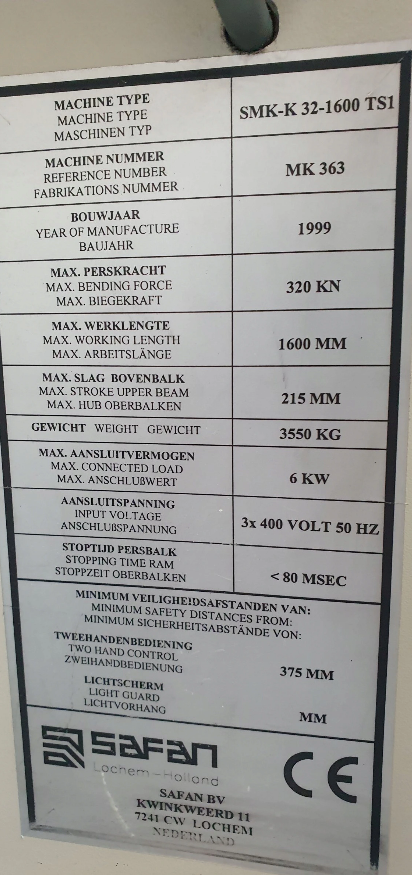 MACHINE TYPE
MACHINE TYPE
MASCHINEN TYP
SMK-K 32-1600 TS1
MACHINE NUMMER
REFERENCE NUMBER
FABRIKATIONS NUMMER
MK 363
BOUWJAAR
YEAR OF MANUFACTURE
BAUJAHR
1999
MAX. PERSKRACHT
MAX. BENDING FORCE
MAX. BIEGEKRAFT
320 KN
MAX. WERKLENGTE
MAX. WORKING LENGTH
MAX. ARBEITSLÄNGE
1600 MM
MAX. SLAG BOVENBALK
MAX. STROKE UPPER BEAM
MAX. HUB OBERBALKEN
215 MM
GEWICHT WEIGHT GEWICHT
3550 KG
MAX. AANSLUITVERMOGEN
MAX. CONNECTED LOAD
MAX. ANSCHLUßWERT
6 KW
AANSLUITSPANNING
INPUT VOLTAGE
ANSCHLUßSPANNUNG
3x 400 VOLT 50 HZ
STOPTIJD PERSBALK
STOPPING TIME RAM
STOPPZEIT OBERBALKEN
< 80 MSEC
MINIMUM VEILIGHEIDSAFSTANDEN VAN:
MINIMUM SAFETY DISTANCES FROM:
MINIMUM SICHERHEITSABSTÄNDE VON:
TWEEHANDENBEDIENING
TWO HAND CONTROL
ZWEIHANDBEDIENUNG
375 MM
LICHTSCHERM
LIGHT GUARD
LICHTVORHANG
MM
SAFAN
Lochem-Holland
CE
SAFAN BV
KWINKWEERD 11
7241 CW LOCHEM
NEDERLAND